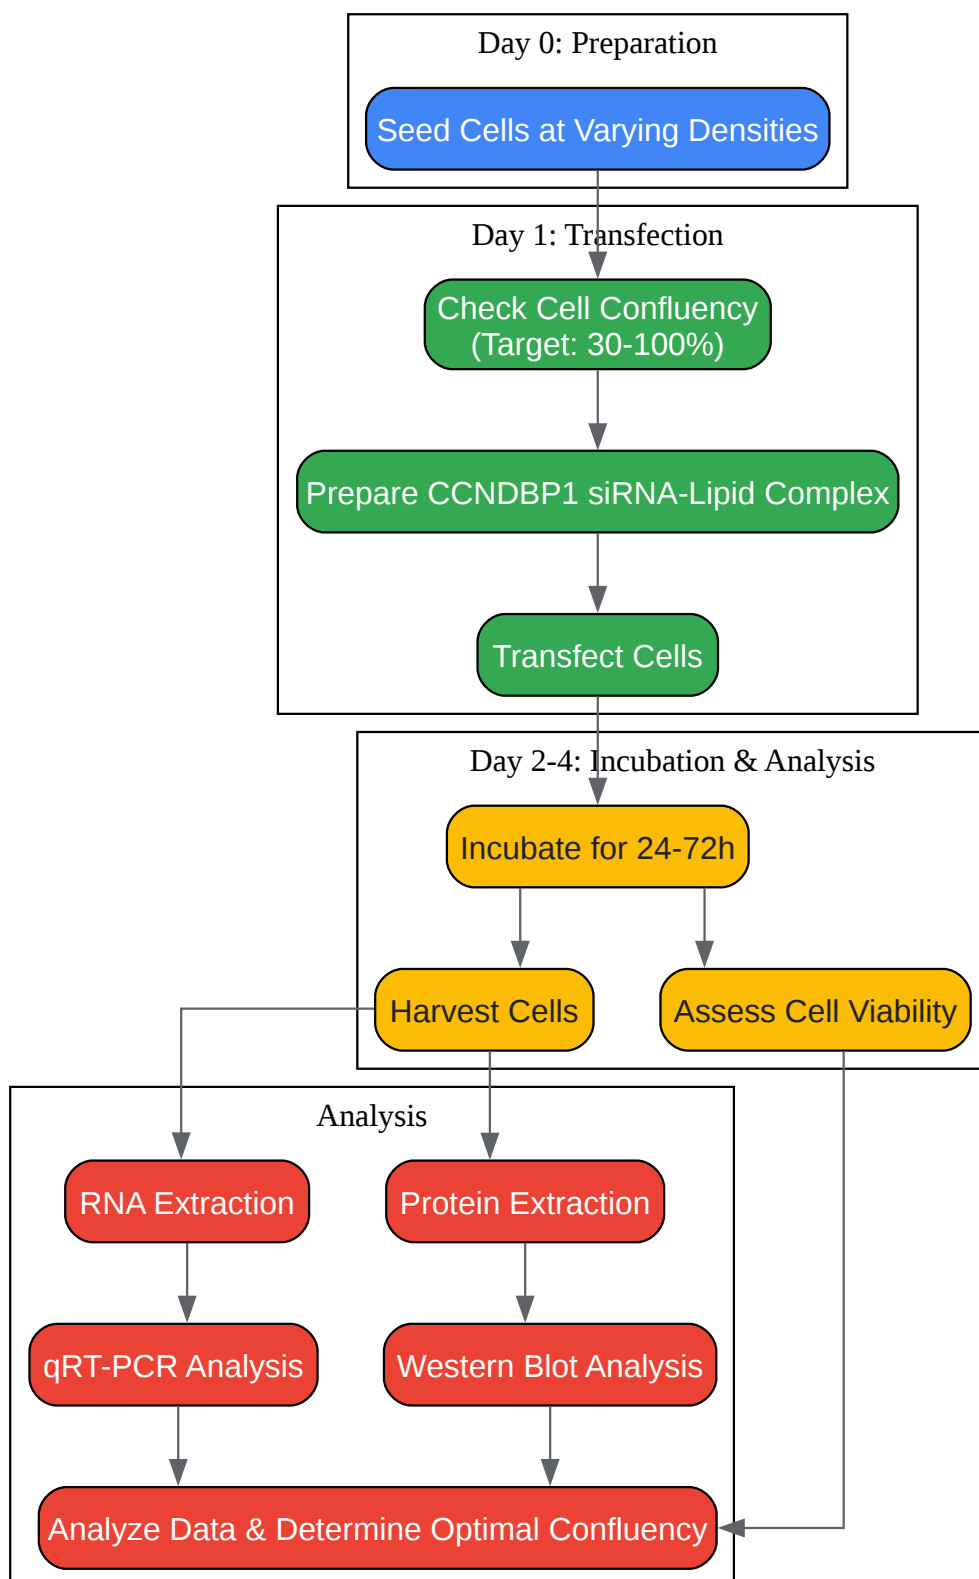 Day 0: Preparation
Seed Cells at Varying Densities
Day 1: Transfection
Check Cell Confluency
(Target: 30-100%)
Prepare CCNDBP1 siRNA-Lipid Complex
Transfect Cells
Day 2-4: Incubation & Analysis
Incubate for 24-72h
Harvest Cells
Assess Cell Viability
Analysis
RNA Extraction
Protein Extraction
qRT-PCR Analysis
Western Blot Analysis
Analyze Data & Determine Optimal Confluency